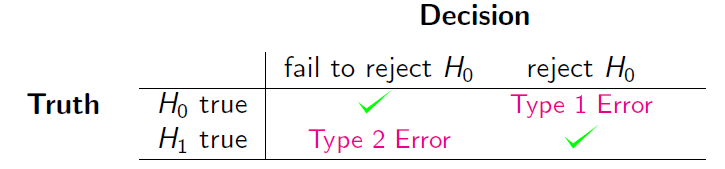 Decision
fail to reject H₀ reject H₀
Truth H₀ true ✓ Type 1 Error
H₁ true Type 2 Error ✓